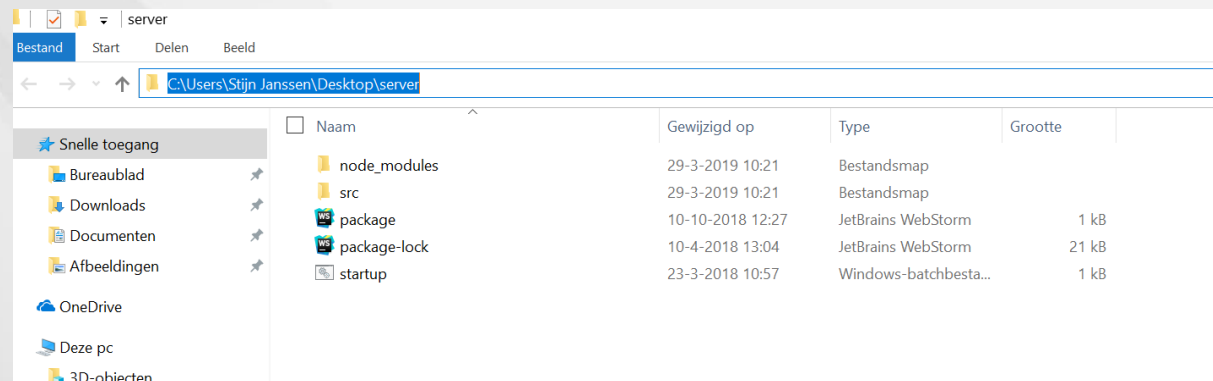 server
Bestand Start Delen Beeld
C:\Users\Stijn Janssen\Desktop\server
Naam Gewijzigd op Type Grootte
Snelle toegang
Bureaublad
Downloads
Documenten
Afbeeldingen
OneDrive
Deze pc
3D-objecten
node_modules 29-3-2019 10:21 Bestandsmap
src 29-3-2019 10:21 Bestandsmap
package 10-10-2018 12:27 JetBrains WebStorm 1 kB
package-lock 10-4-2018 13:04 JetBrains WebStorm 21 kB
startup 23-3-2018 10:57 Windows-batchbesta... 1 kB